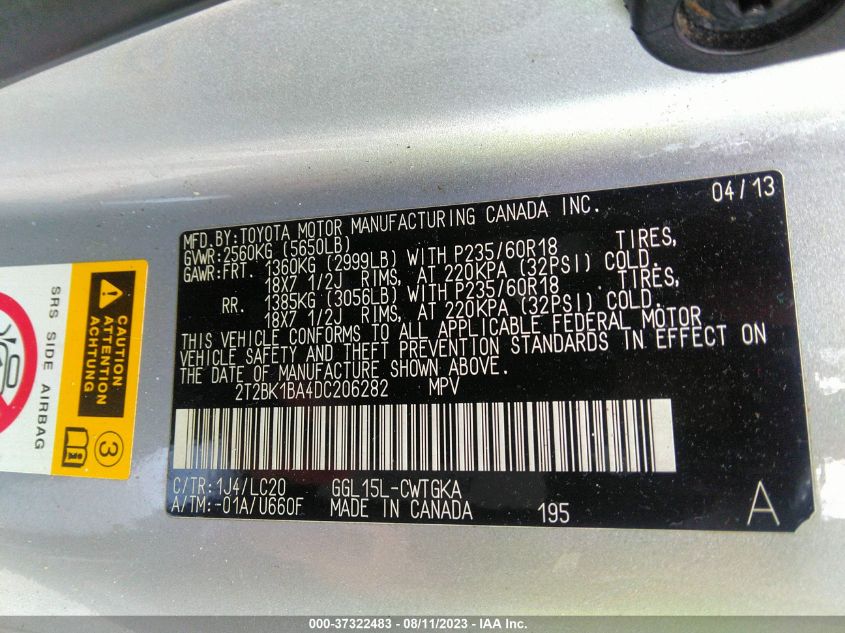 04/13
MFD.BY:TOYOTA MOTOR MANUFACTURING CANADA INC.
GVWR:2560KG (5650LB)
GAWR:FRT. 1360KG (2999LB) WITH P235/60R18 TIRES,
18X7 1/2J RIMS, AT 220KPA (32PSI) COLD.
RR. 1385KG (3056LB) WITH P235/60R18 TIRES,
18X7 1/2J RIMS, AT 220KPA (32PSI) COLD.
THIS VEHICLE CONFORMS TO ALL APPLICABLE FEDERAL MOTOR
VEHICLE SAFETY AND THEFT PREVENTION STANDARDS IN EFFECT ON
THE DATE OF MANUFACTURE SHOWN ABOVE.
2T2BK1BA4DC206282 MPV
C/TR:1J4/LC20 GGL15L-CWTGKA
A/TM:-01A/U660F MADE IN CANADA 195 A
CAUTION
ATTENTION
ACHTUNG
SRS SIDE AIRBAG
3
000-37322483 - 08/11/2023 - IAA Inc.